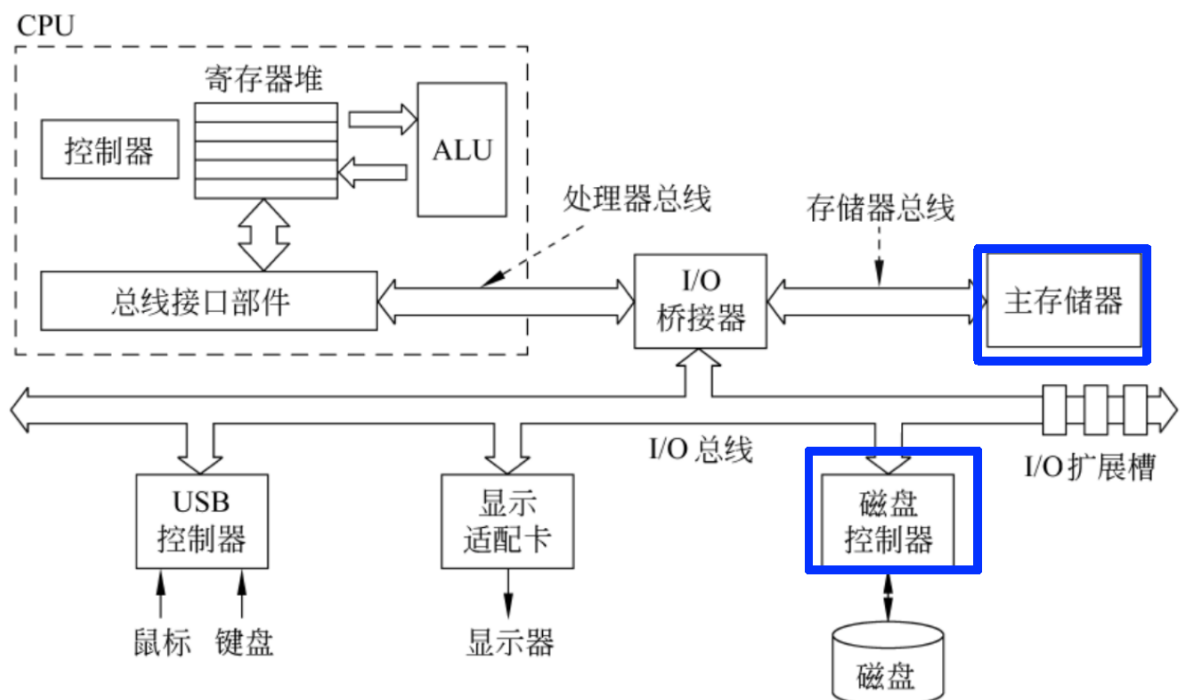 CPU
寄存器堆
控制器
ALU
处理器总线
存储器总线
总线接口部件
I/O
桥接器
主存储器
I/O 总线
I/O 扩展槽
USB
控制器
显示
适配卡
磁盘
控制器
鼠标
键盘
显示器
磁盘